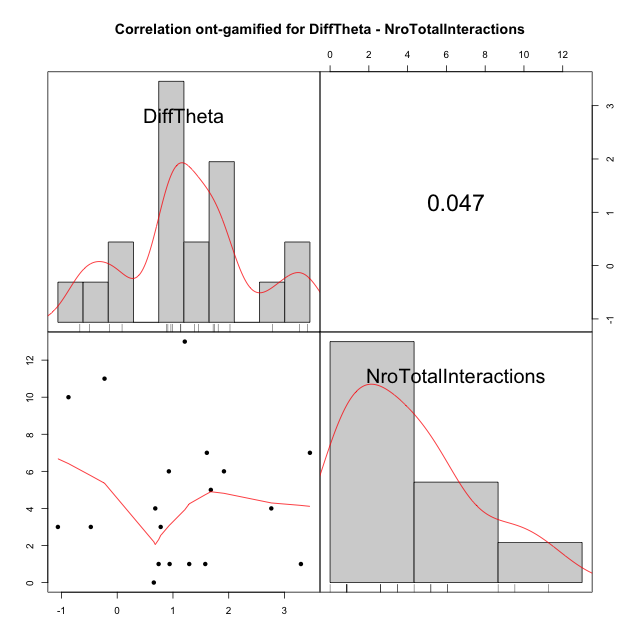 Correlation ont-gamified for DiffTheta - NroTotalInteractions
0 2 4 6 8 10 12
DiffTheta
0.047
3
2
1
0
-1
12
10
8
6
4
2
0
NroTotalInteractions
-1 0 1 2 3